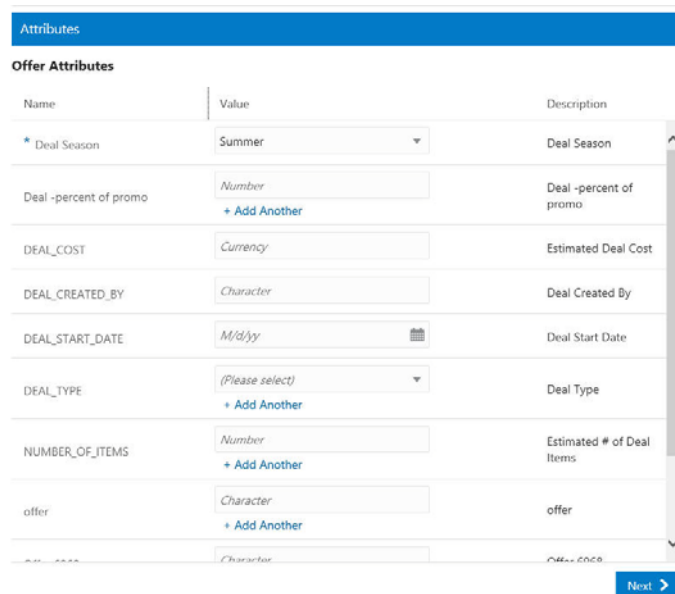 Attributes
Offer Attributes
Name Value Description
* Deal Season Summer Deal Season
Deal -percent of promo Number Deal -percent of
promo
+ Add Another
DEAL_COST Currency Estimated Deal Cost
DEAL_CREATED_BY Character Deal Created By
DEAL_START_DATE M/d/yy Deal Start Date
DEAL_TYPE (Please select) Deal Type
+ Add Another
NUMBER_OF_ITEMS Number Estimated # of Deal
Items
+ Add Another
offer Character offer
+ Add Another
Character Offer 6968
Next